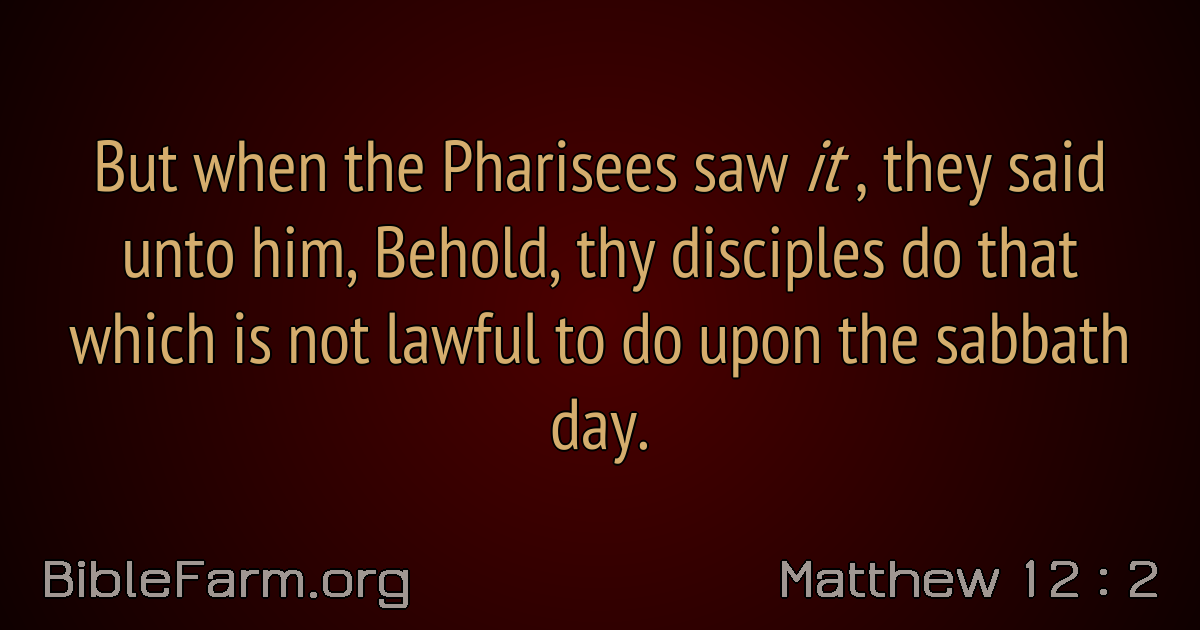 But when the Pharisees saw it , they said
unto him, Behold, thy disciples do that
which is not lawful to do upon the sabbath
day.
BibleFarm.org
Matthew 12 : 2